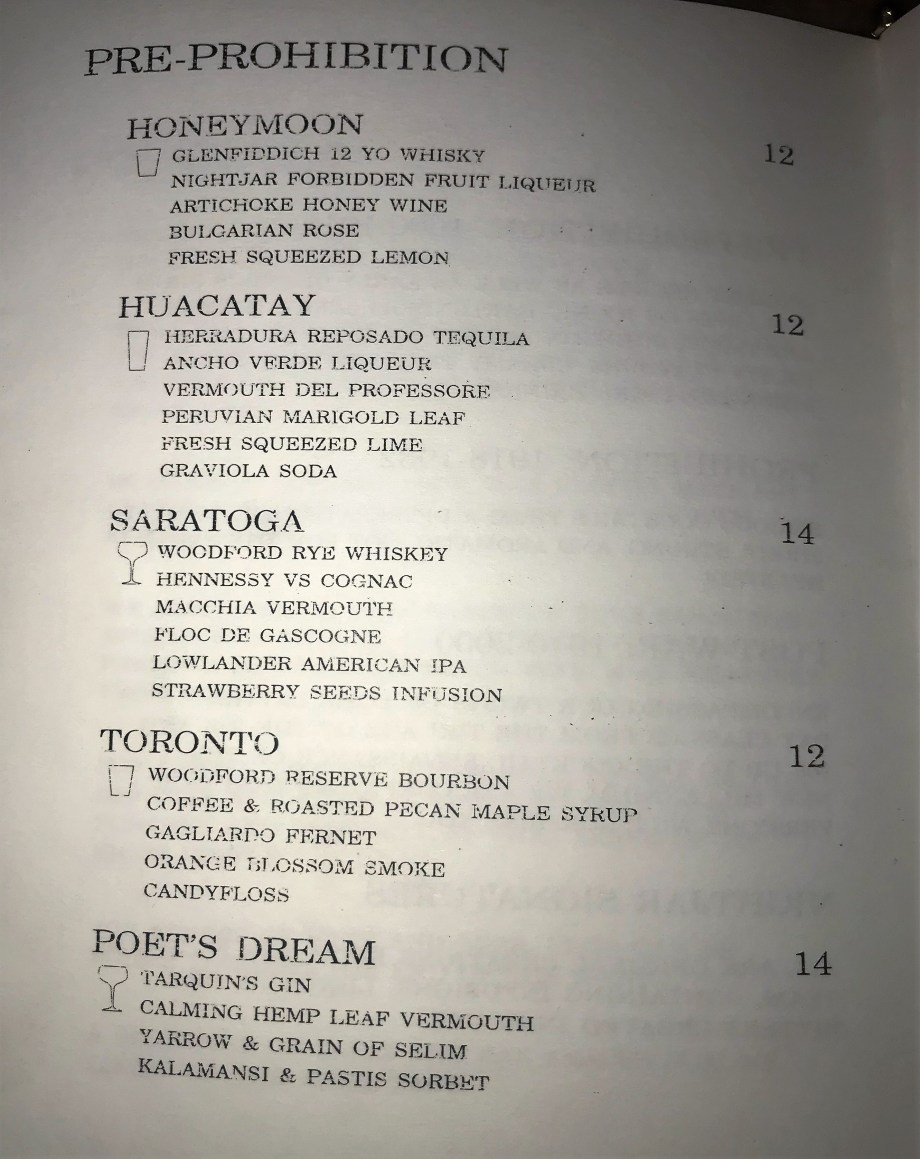 PRE-PROHIBITION
HONEYMOON
12
GLENFIDDICH 12 YO WHISKY
NIGHTJAR FORBIDDEN FRUIT LIQUEUR
ARTICHOKE HONEY WINE
BULGARIAN ROSE
FRESH SQUEEZED LEMON
HUACATAY
12
HERRADURA REPOSADO TEQUILA
ANCHO VERDE LIQUEUR
VERMOUTH DEL PROFESSORE
PERUVIAN MARIGOLD LEAF
FRESH SQUEEZED LIME
GRAVIOLA SODA
SARATOGA
14
WOODFORD RYE WHISKEY
HENNESSY VS COGNAC
MACCHIA VERMOUTH
FLOC DE GASCOGNE
LOWLANDER AMERICAN IPA
STRAWBERRY SEEDS INFUSION
TORONTO
12
WOODFORD RESERVE BOURBON
COFFEE & ROASTED PECAN MAPLE SYRUP
GAGLIARDO FERNET
ORANGE BLOSSOM SMOKE
CANDYFLOSS
POET'S DREAM
14
TARQUIN'S GIN
CALMING HEMP LEAF VERMOUTH
YARROW & GRAIN OF SELIM
KALAMANSI & PASTIS SORBET